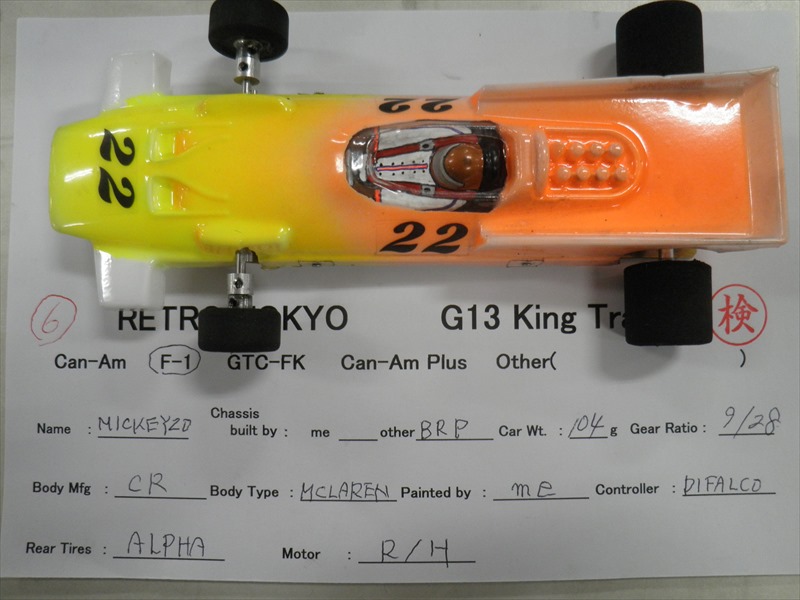 22
22
22
6 RETR KYO G13 King Tra 検
Can-Am F-1 GTC-FK Can-Am Plus Other( )
Name : MICKEYZO Chassis built by : me other BRP Car Wt. : 104 g Gear Ratio : 9/28
Body Mfg : CR Body Type : MCLAREN Painted by : me Controller : DIFALCO
Rear Tires : ALPHA Motor : R/H